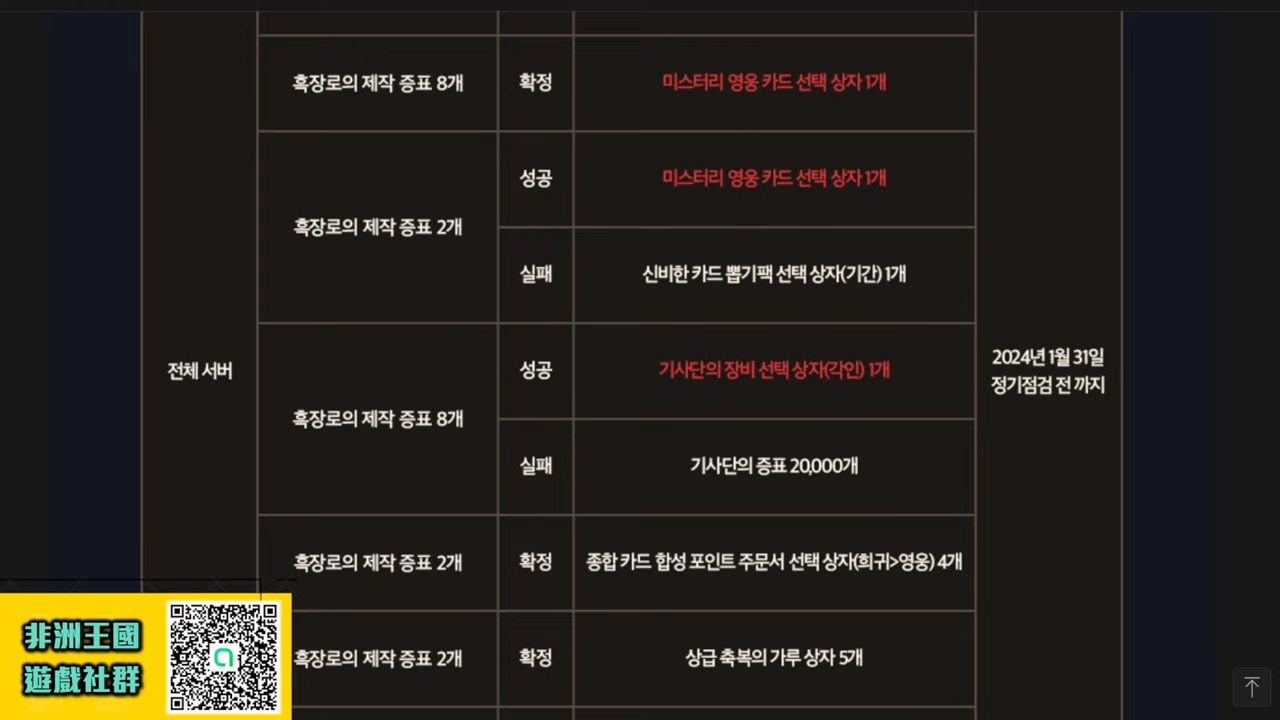 흑장로의 제작 증표 8개
확정
미스터리 영웅 카드 선택 상자 1개
흑장로의 제작 증표 2개
성공
미스터리 영웅 카드 선택 상자 1개
실패
신비한 카드 뽑기팩 선택 상자(기간) 1개
전체 서버
흑장로의 제작 증표 8개
성공
기사단의 장비 선택 상자(각인) 1개
실패
기사단의 증표 20,000개
2024년 1월 31일
정기점검 전 까지
흑장로의 제작 증표 2개
확정
종합 카드 합성 포인트 주문서 선택 상자(희귀>영웅) 4개
흑장로의 제작 증표 2개
확정
상급 축복의 가루 상자 5개
非洲王國
遊戲社群